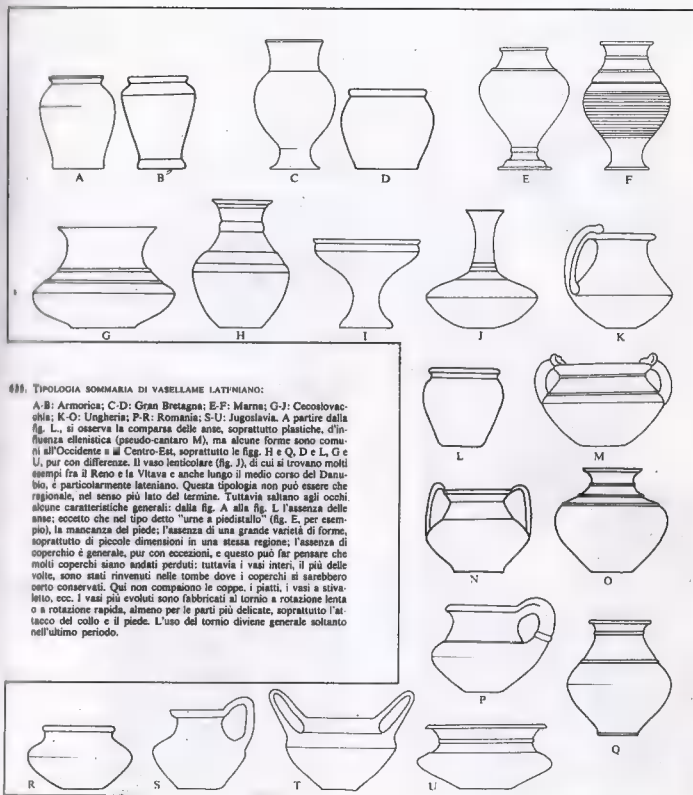 A
B
C
D
E
F
G
H
I
J
K
TIPOLOGIA SOMMARIA DI VASELLAME LATENIANO:
A-B: Armorica; C-D: Gran Bretagna; E-F: Marna; G-J: Cecoslovac-
chia; K-O: Ungheria; P-R: Romania; S-U: Jugoslavia. A partire dalla
fig. L., si osserva la comparsa delle anse, soprattutto plastiche, d'in-
fluenza ellenistica (pseudo-cantaro M), ma alcune forme sono comu-
ni all'Occidente e al Centro-Est, soprattutto le figg. H e Q, D e L, G e
U, pur con differenze. Il vaso lenticolare (fig. J), di cui si trovano molti
esempi fra il Reno e la Vltava e anche lungo il medio corso del Danu-
bio, è particolarmente lateniano. Questa tipologia non può essere che
regionale, nel senso più lato del termine. Tuttavia saltano agli occhi
alcune caratteristiche generali: dalla fig. A alla fig. L l'assenza delle
anse; eccetto che nel tipo detto "urne a piedistallo" (fig. E, per esem-
pio), la mancanza del piede; l'assenza di una grande varietà di forme,
soprattutto di piccole dimensioni in una stessa regione; l'assenza di
coperchio è generale, pur con eccezioni, e questo può far pensare che
molti coperchi siano andati perduti: tuttavia i vasi interi, il più delle
volte, sono stati rinvenuti nelle tombe dove i coperchi si sarebbero
certo conservati. Qui non compaiono le coppe, i piatti, i vasi a stiva-
letto, ecc. I vasi più evoluti sono fabbricati al tornio a rotazione lenta
o a rotazione rapida, almeno per le parti più delicate, soprattutto l'at-
tacco del collo e il piede. L'uso del tornio diviene generale soltanto
nell'ultimo periodo.
L
M
N
O
P
Q
R
S
T
U